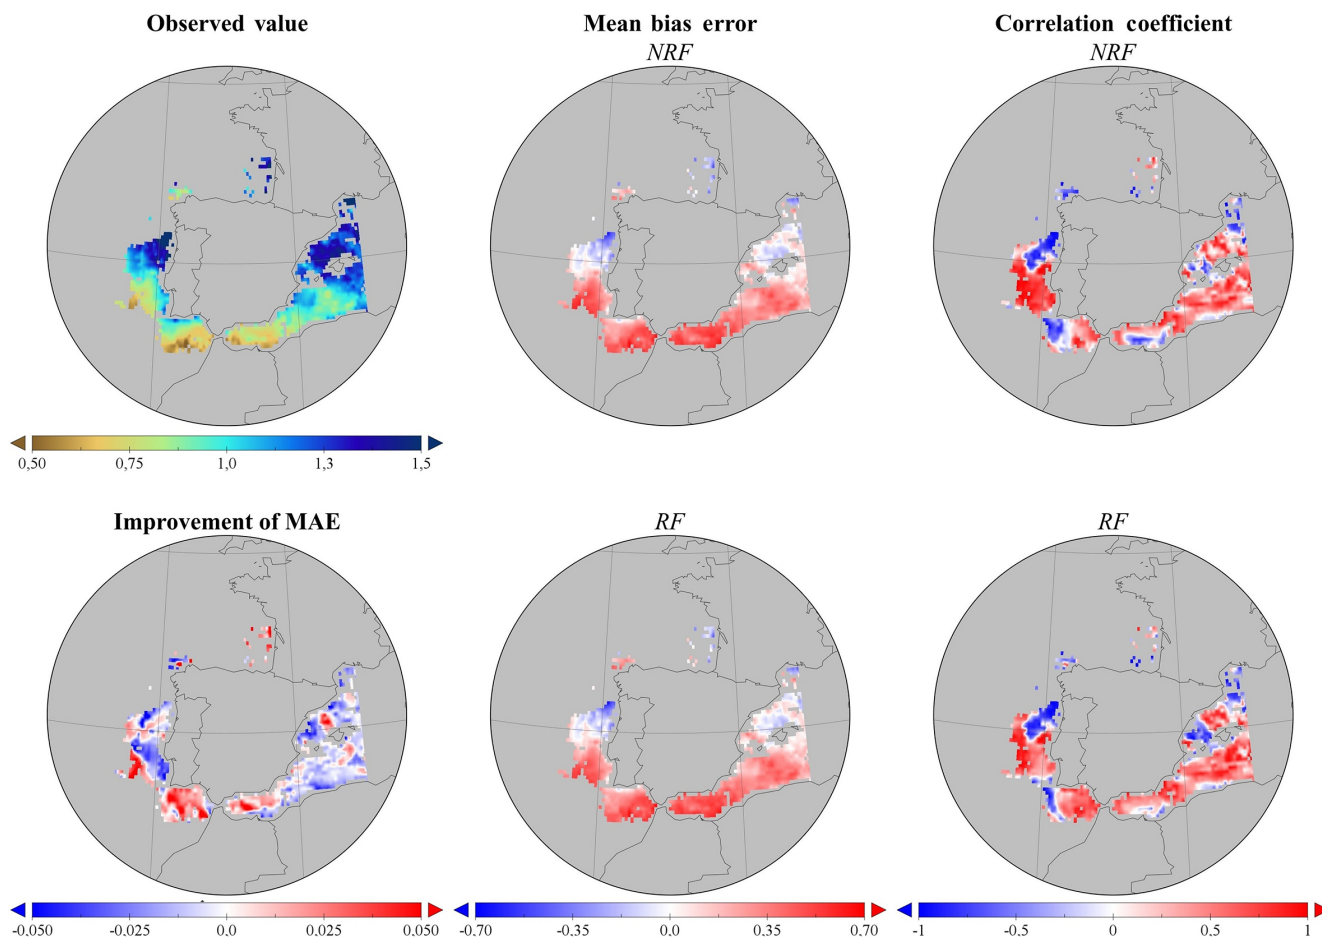 Observed value
Mean bias error
Correlation coefficient
NRF
NRF
0,50 0,75 1,0 1,3 1,5
Improvement of MAE
RF
RF
-0.050 -0.025 0.0 0.025 0.050
-0.70 -0.35 0.0 0.35 0.70
-1 -0.5 0 0.5 1